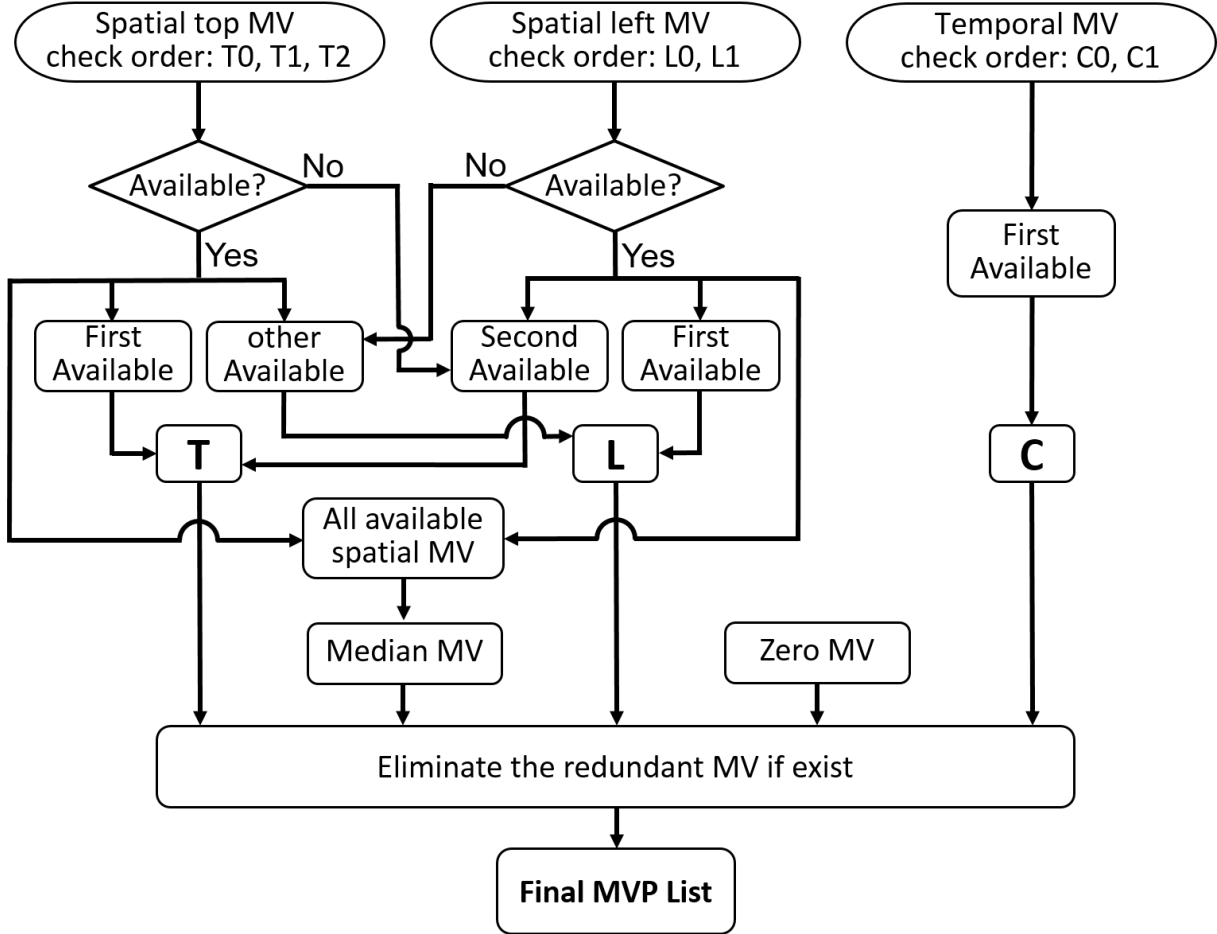 Spatial top MV
check order: T0, T1, T2
Spatial left MV
check order: L0, L1
Temporal MV
check order: C0, C1
Available?
No
Yes
No
Available?
Yes
First
Available
First
Available
other
Available
Second
Available
First
Available
T
L
C
All available
spatial MV
Median MV
Zero MV
Eliminate the redundant MV if exist
Final MVP List